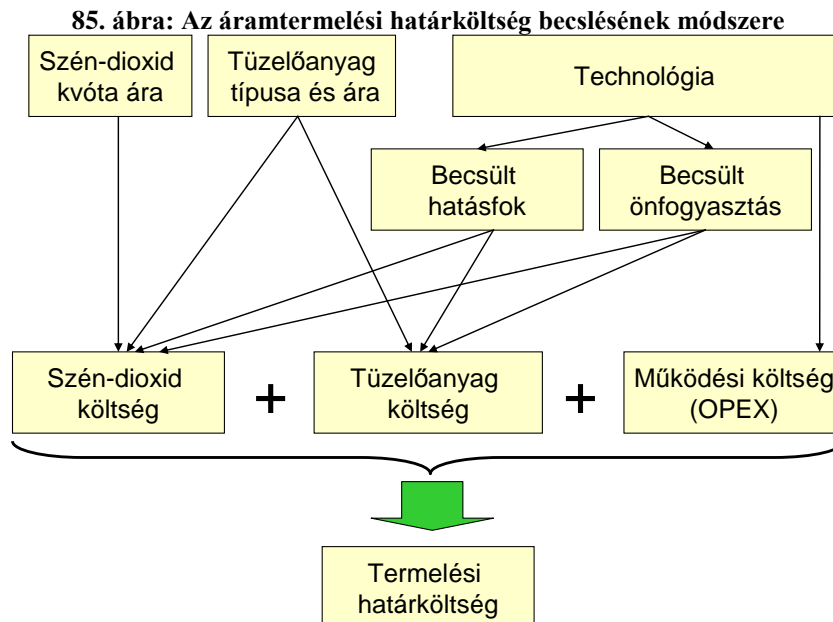 85. ábra: Az áramtermelési határköltség becslésének módszere
Szén-dioxid
kvóta ára
Tüzelőanyag
típusa és ára
Technológia
Becsült
hatásfok
Becsült
önfogyasztás
Szén-dioxid
költség
+
Tüzelőanyag
költség
+
Működési költség
(OPEX)
Termelési
határköltség